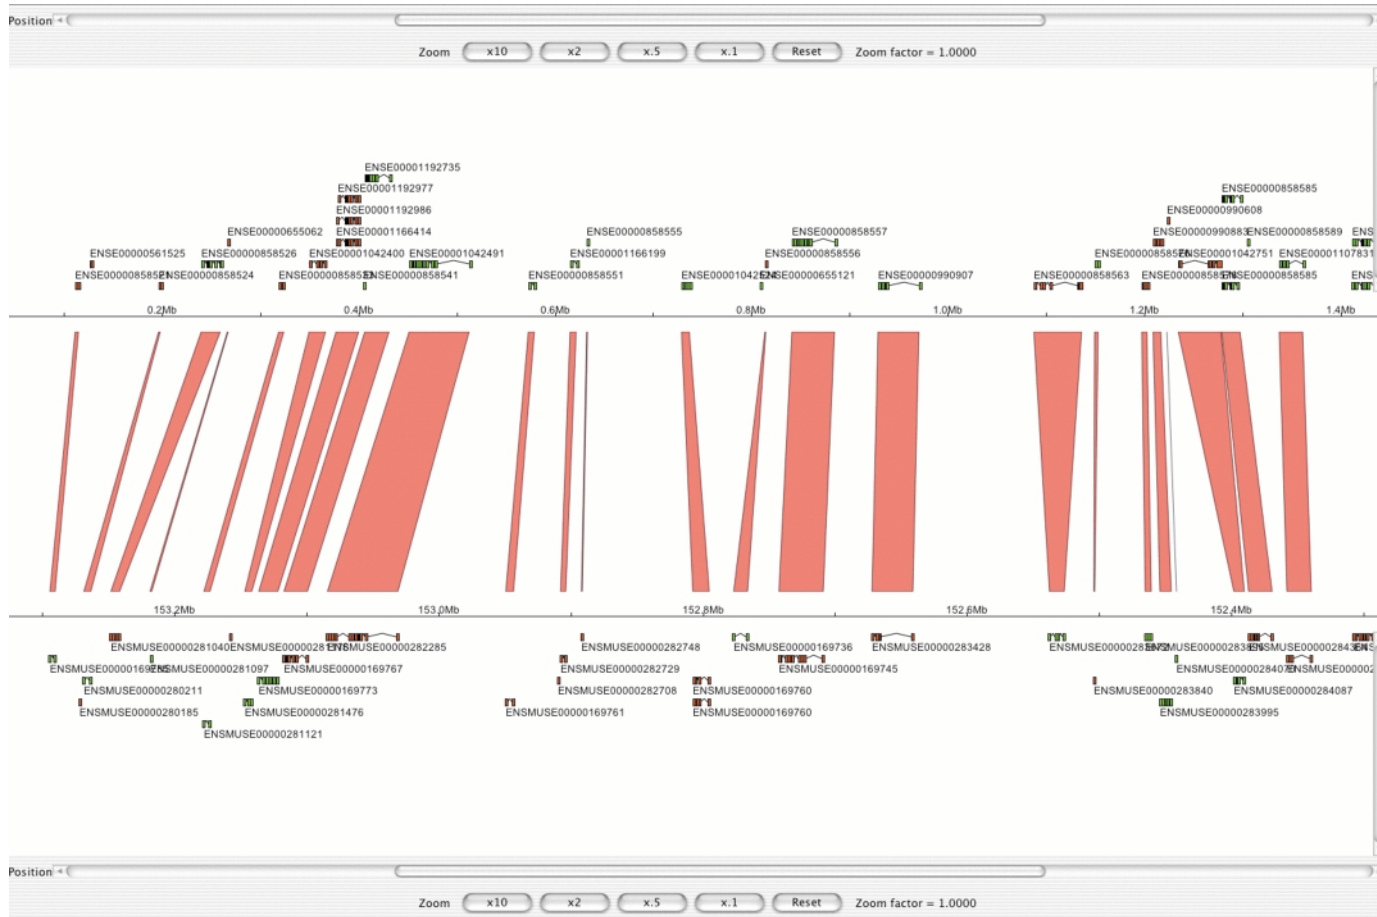 Position
Zoom x10 x2 x.5 x.1 Reset Zoom factor = 1.0000
ENSE00001192735
ENSE00001192977 ENSE00000858585
ENSE00001192986 ENSE00000990608
ENSE00000655062 ENSE00001166414 ENSE00000858555 ENSE00000858557 ENSE00000858589
ENSE00000561525 ENSE00000858526 ENSE00001042400 ENSE00001042491 ENSE00001166199 ENSE00000858556 ENSE00001042751 ENSE00001107831
ENSE00000858524 ENSE00000858541 ENSE00000858551 ENSE00000655121 ENSE00000990907 ENSE00000858563 ENSE00000858585 ENS
0.2Mb 0.4Mb 0.6Mb 0.8Mb 1.0Mb 1.2Mb 1.4Mb
153.2Mb 153.0Mb 152.8Mb 152.6Mb 152.4Mb
ENSMUSE00000281040 ENSMUSE00000282285 ENSMUSE00000282748 ENSMUSE00000169736 ENSMUSE00000283428
ENSMUSE00000281097 ENSMUSE00000169767 ENSMUSE00000282729 ENSMUSE00000169745
ENSMUSE00000280211 ENSMUSE00000169773 ENSMUSE00000282708 ENSMUSE00000169760 ENSMUSE00000283840 ENSMUSE00000284087
ENSMUSE00000280185 ENSMUSE00000281476 ENSMUSE00000169761 ENSMUSE00000169760 ENSMUSE00000283995
ENSMUSE00000281121
Position
Zoom x10 x2 x.5 x.1 Reset Zoom factor = 1.0000